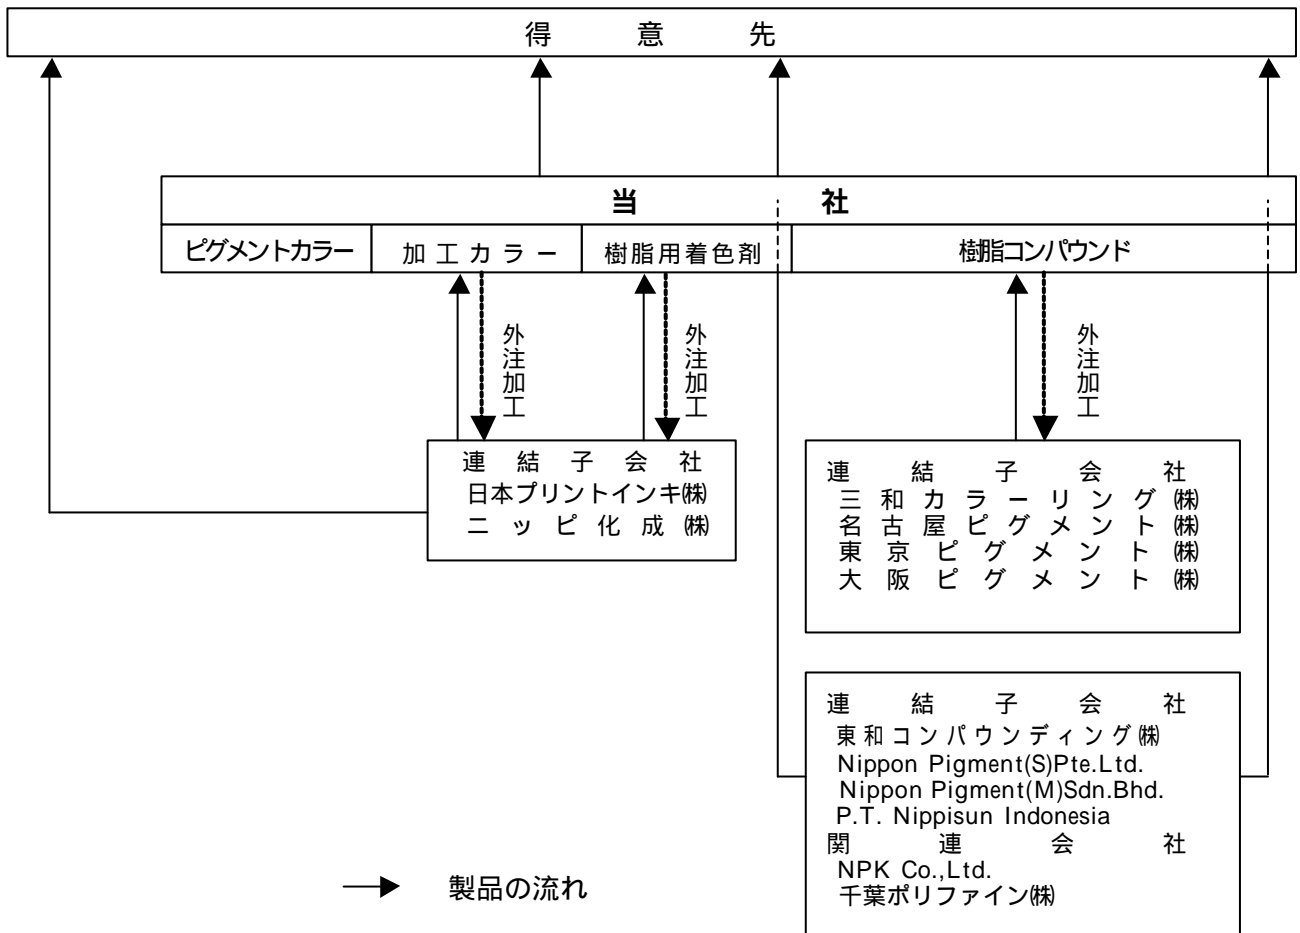 得意先
当社
ピグメントカラー
加工カラー
樹脂用着色剤
樹脂コンパウンド
外注加工
外注加工
外注加工
連結子会社
日本プリントインキ㈱
ニッピ化成㈱
連結子会社
三和カラーリング㈱
名古屋ピグメント㈱
東京ピグメント㈱
大阪ピグメント㈱
連結子会社
東和コンパウンディング㈱
Nippon Pigment(S)Pte.Ltd.
Nippon Pigment(M)Sdn.Bhd.
P.T. Nippisun Indonesia
関連会社
NPK Co.,Ltd.
千葉ポリファイン㈱
製品の流れ